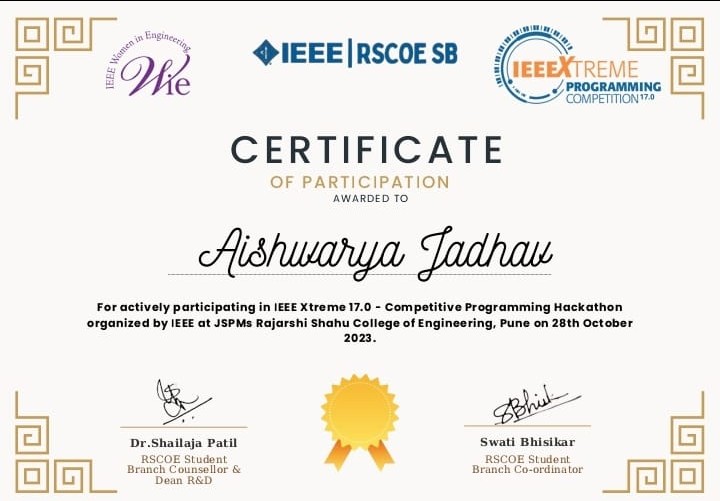 IEEE Women in Engineering
Wie
IEEE | RSCOE SB
IEEEXTREME
PROGRAMMING
COMPETITION 17.0
CERTIFICATE
OF PARTICIPATION
AWARDED TO
Aishwarya Jadhav
For actively participating in IEEE Xtreme 17.0 - Competitive Programming Hackathon
organized by IEEE at JSPMs Rajarshi Shahu College of Engineering, Pune on 28th October
2023.
Dr.Shailaja Patil
RSCOE Student
Branch Counsellor &
Dean R&D
SBhisik
Swati Bhisikar
RSCOE Student
Branch Co-ordinator